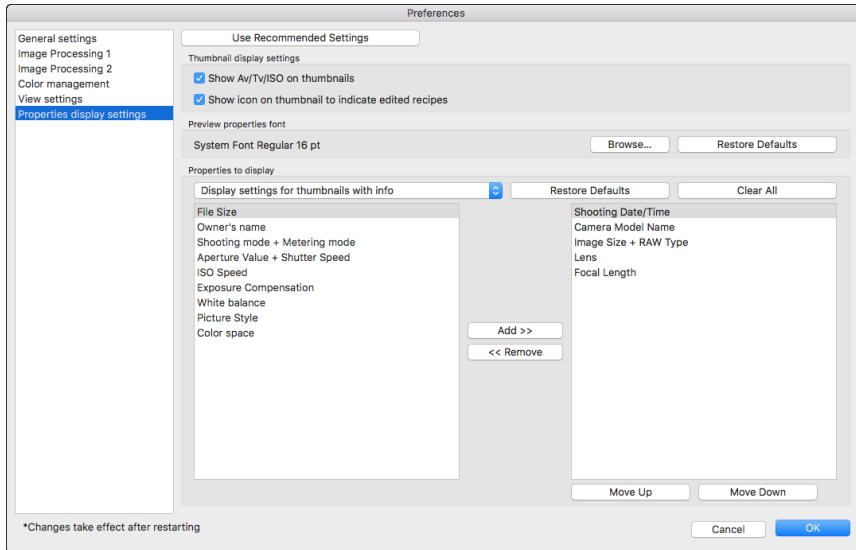 Preferences
General settings
Image Processing 1
Image Processing 2
Color management
View settings
Properties display settings
Use Recommended Settings
Thumbnail display settings
Show Av/Tv/ISO on thumbnails
Show icon on thumbnail to indicate edited recipes
Preview properties font
System Font Regular 16 pt
Browse...
Restore Defaults
Properties to display
Display settings for thumbnails with info
Restore Defaults
Clear All
File Size
Owner's name
Shooting mode + Metering mode
Aperture Value + Shutter Speed
ISO Speed
Exposure Compensation
White balance
Picture Style
Color space
Add >>
<< Remove
Shooting Date/Time
Camera Model Name
Image Size + RAW Type
Lens
Focal Length
Move Up
Move Down
*Changes take effect after restarting
Cancel
OK